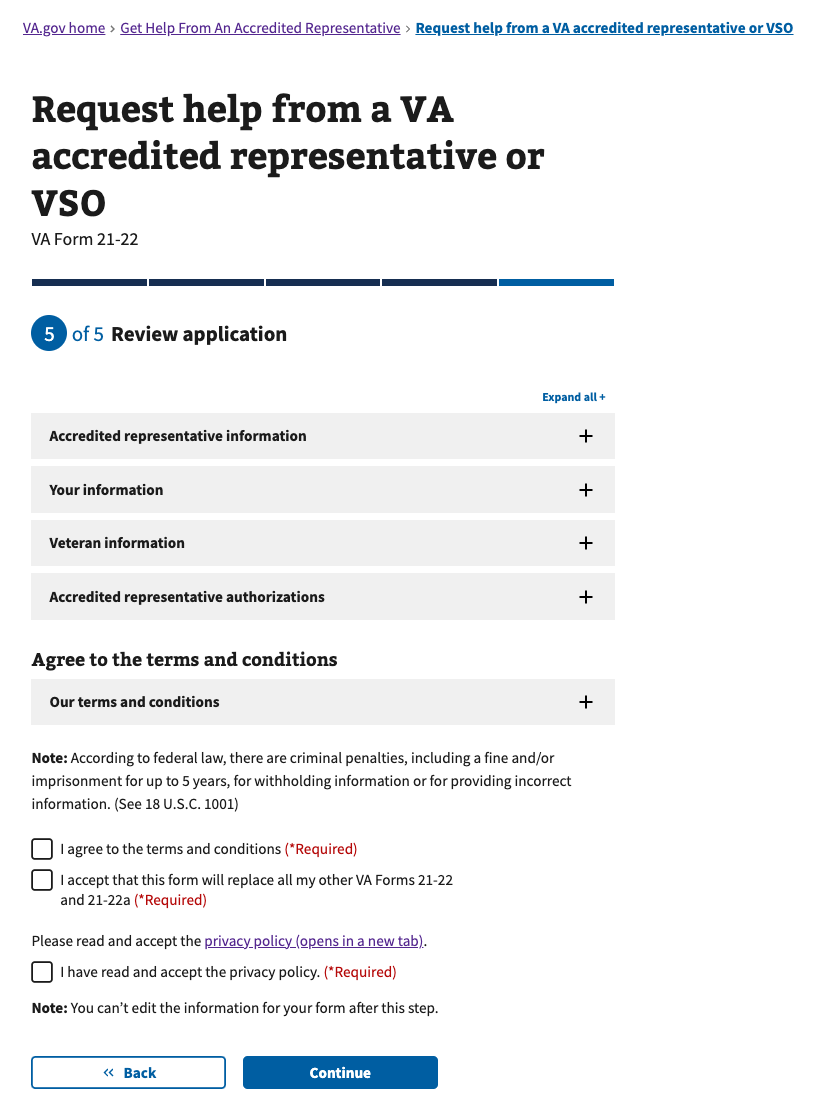 VA.gov home › Get Help From An Accredited Representative › Request help from a VA accredited representative or VSO
Request help from a VA
accredited representative or
VSO
VA Form 21-22
5 of 5 Review application
Expand all +
Accredited representative information
Your information
Veteran information
Accredited representative authorizations
Agree to the terms and conditions
Our terms and conditions
Note: According to federal law, there are criminal penalties, including a fine and/or
imprisonment for up to 5 years, for withholding information or for providing incorrect
information. (See 18 U.S.C. 1001)
I agree to the terms and conditions (*Required)
I accept that this form will replace all my other VA Forms 21-22
and 21-22a (*Required)
Please read and accept the privacy policy (opens in a new tab).
I have read and accept the privacy policy. (*Required)
Note: You can’t edit the information for your form after this step.
« Back
Continue